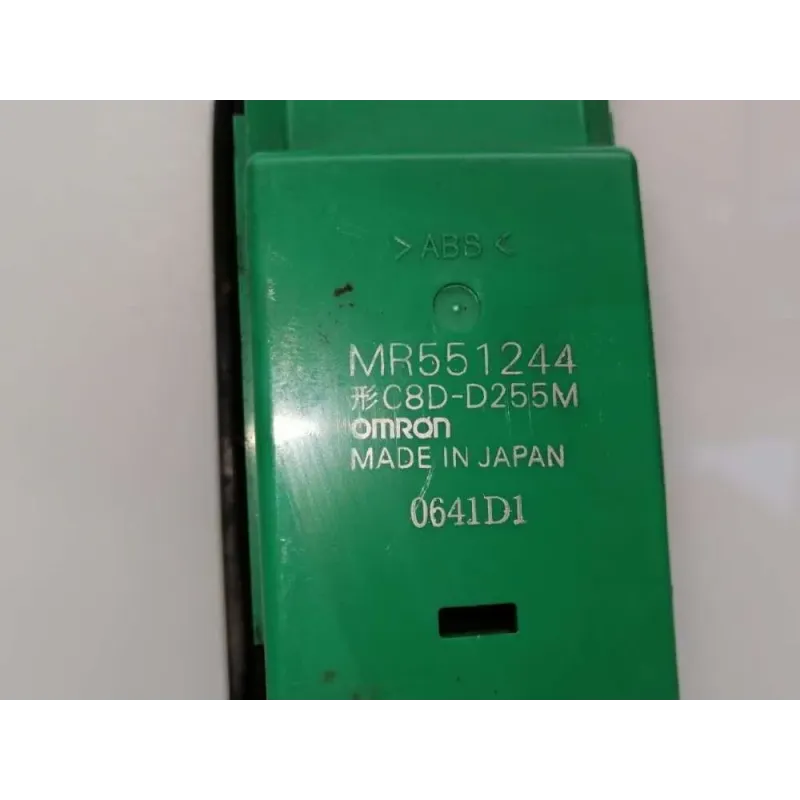 >ABS<
MR551244
形C8D-D255M
omron
MADE IN JAPAN
0641D1